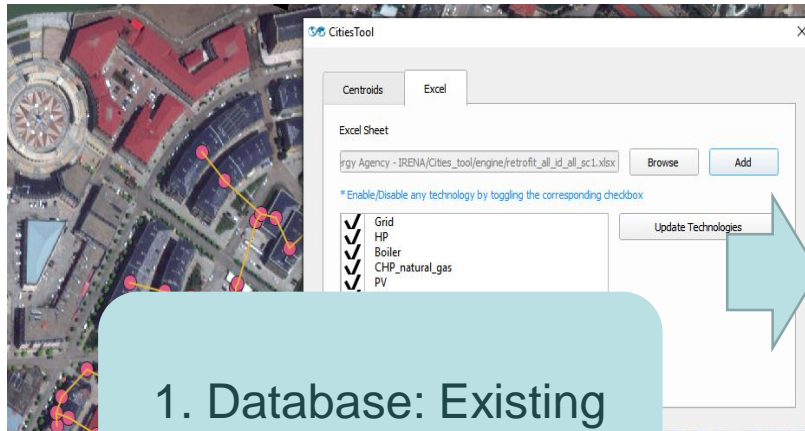 CitiesTool
Centroids Excel
Excel Sheet
rgy Agency - IRENA/Cities_tool/engine/retrofit_all_id_all_sc1.xlsx Browse Add
* Enable/Disable any technology by toggling the corresponding checkbox
Grid
HP
Boiler
CHP_natural_gas
PV
Update Technologies
1. Database: Existing